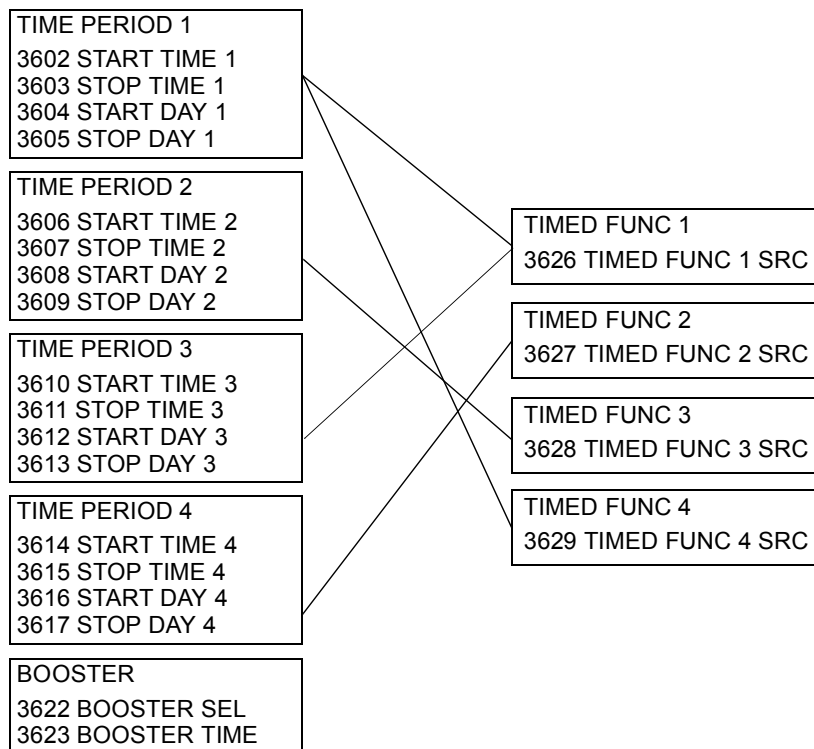 TIME PERIOD 1
3602 START TIME 1
3603 STOP TIME 1
3604 START DAY 1
3605 STOP DAY 1
TIME PERIOD 2
3606 START TIME 2
3607 STOP TIME 2
3608 START DAY 2
3609 STOP DAY 2
TIME PERIOD 3
3610 START TIME 3
3611 STOP TIME 3
3612 START DAY 3
3613 STOP DAY 3
TIME PERIOD 4
3614 START TIME 4
3615 STOP TIME 4
3616 START DAY 4
3617 STOP DAY 4
BOOSTER
3622 BOOSTER SEL
3623 BOOSTER TIME
TIMED FUNC 1
3626 TIMED FUNC 1 SRC
TIMED FUNC 2
3627 TIMED FUNC 2 SRC
TIMED FUNC 3
3628 TIMED FUNC 3 SRC
TIMED FUNC 4
3629 TIMED FUNC 4 SRC